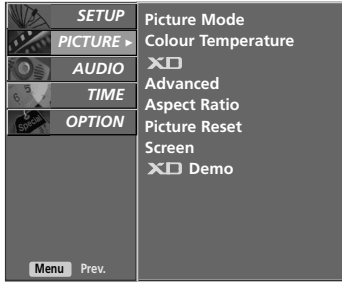 SETUP
PICTURE ►
AUDIO
TIME
OPTION
Special
Menu Prev.
Picture Mode
Colour Temperature
XD
Advanced
Aspect Ratio
Picture Reset
Screen
XD Demo